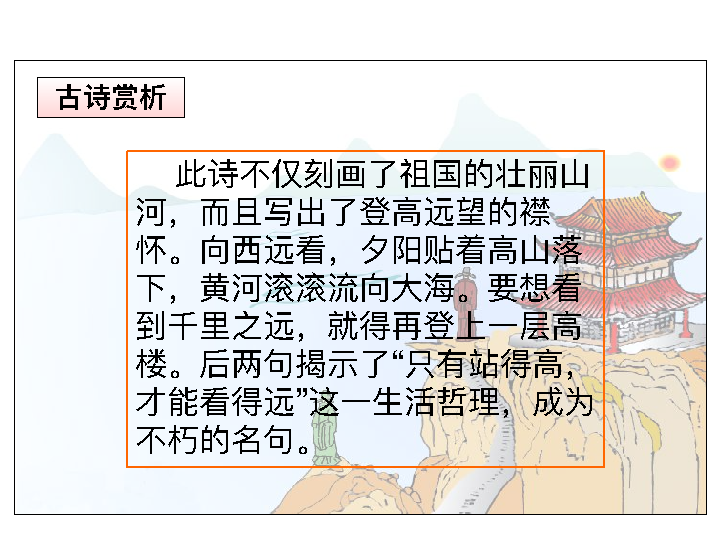 古诗赏析
此诗不仅刻画了祖国的壮丽山
河，而且写出了登高远望的襟
怀。向西远看，夕阳贴着高山落
下，黄河滚滚流向大海。要想看
到千里之远，就得再登上一层高
楼。后两句揭示了“只有站得高，
才能看得远”这一生活哲理，成为
不朽的名句。